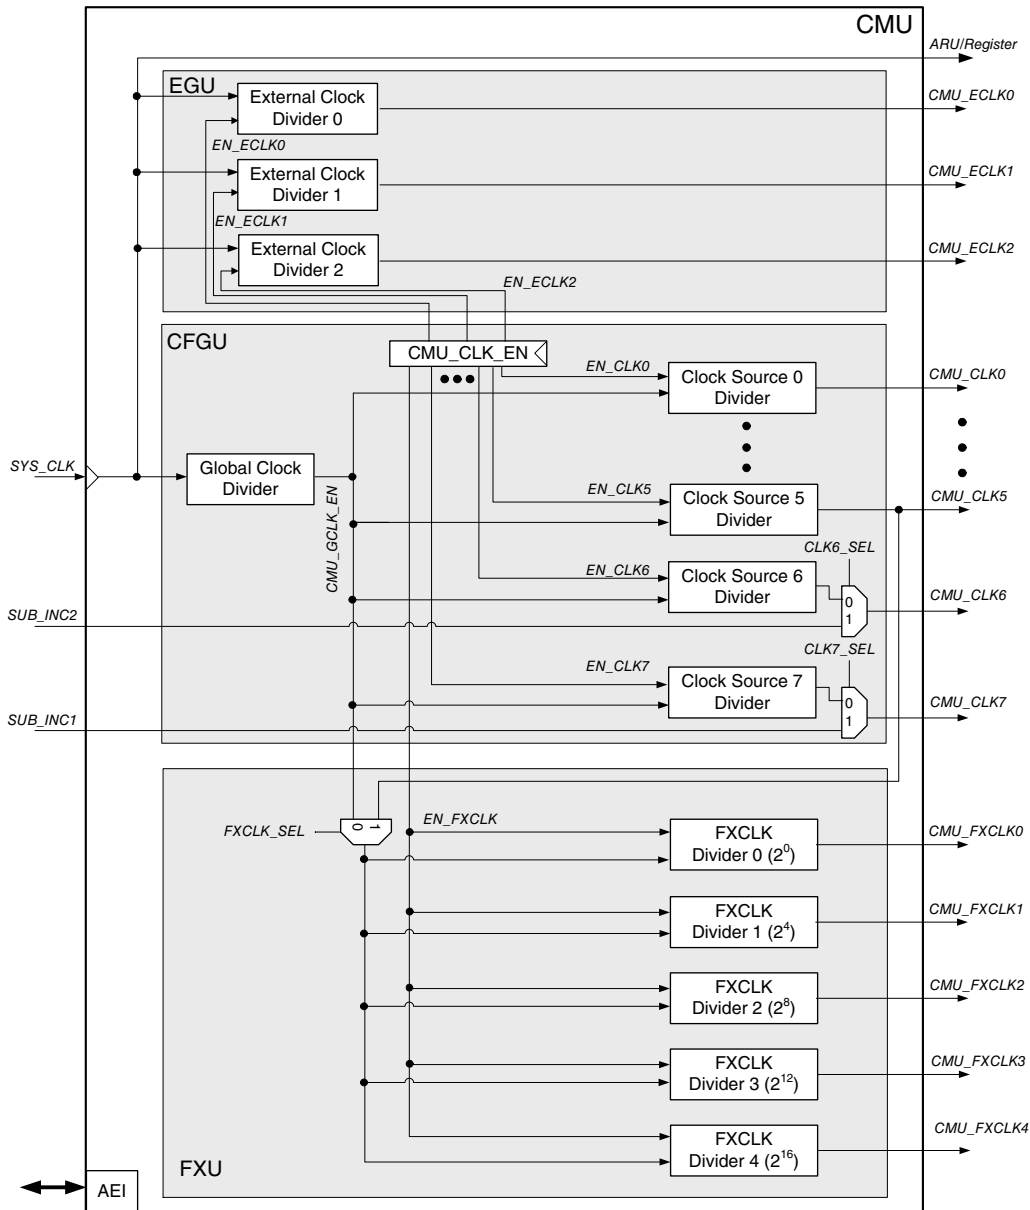 CMU
ARU/Register
EGU
External Clock
Divider 0
CMU_ECLK0
EN_ECLK0
External Clock
Divider 1
CMU_ECLK1
EN_ECLK1
External Clock
Divider 2
CMU_ECLK2
EN_ECLK2
CFGU
CMU_CLK_EN
EN_CLK0
Clock Source 0
Divider
CMU_CLK0
SYS_CLK
Global Clock
Divider
CMU_GCLK_EN
EN_CLK5
Clock Source 5
Divider
CMU_CLK5
CLK6_SEL
EN_CLK6
Clock Source 6
Divider
0
1
CMU_CLK6
SUB_INC2
CLK7_SEL
EN_CLK7
Clock Source 7
Divider
0
1
CMU_CLK7
SUB_INC1
FXCLK_SEL
0 1
EN_FXCLK
FXCLK
Divider 0 (2⁰)
CMU_FXCLK0
FXCLK
Divider 1 (2⁴)
CMU_FXCLK1
FXCLK
Divider 2 (2⁸)
CMU_FXCLK2
FXCLK
Divider 3 (2¹²)
CMU_FXCLK3
FXCLK
Divider 4 (2¹⁶)
CMU_FXCLK4
FXU
AEI